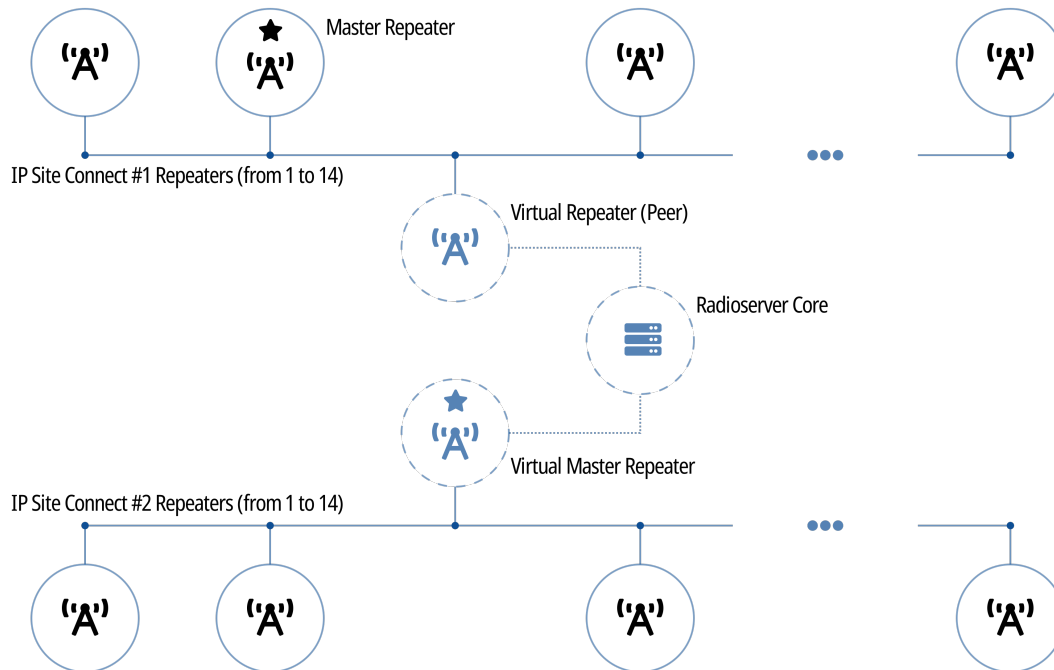 Master Repeater
IP Site Connect #1 Repeaters (from 1 to 14)
Virtual Repeater (Peer)
Radioserver Core
Virtual Master Repeater
IP Site Connect #2 Repeaters (from 1 to 14)